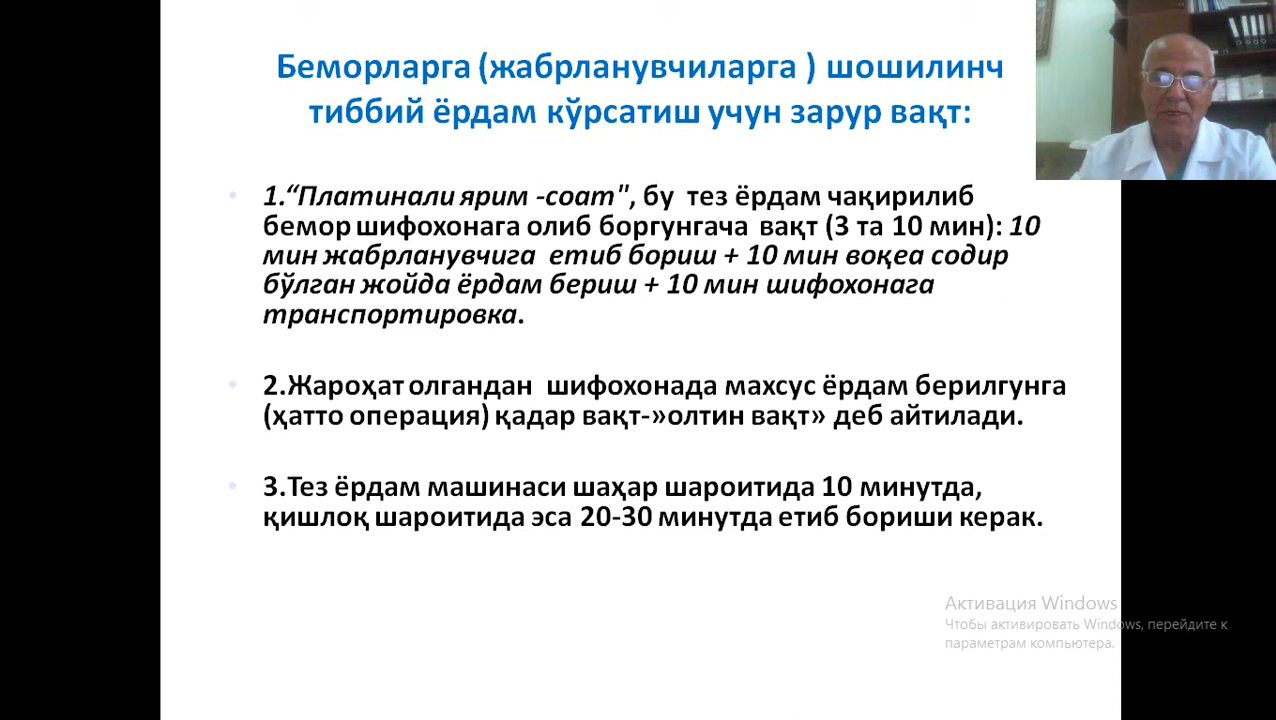 Беморларга (жабрланувчиларга ) шошилинч
тиббий ёрдам кўрсатиш учун зарур вақт:
• 1.“Платинали ярим -соат", бу тез ёрдам чақирилиб
бемор шифохонага олиб боргунгача вақт (3 та 10 мин): 10
мин жабрланувчига етиб бориш + 10 мин воқеа содир
бўлган жойда ёрдам бериш + 10 мин шифохонага
транспортировка.
• 2.Жароҳат олгандан шифохонада махсус ёрдам берилгунга
(ҳатто операция) қадар вақт-»олтин вақт» деб айтилади.
• 3.Тез ёрдам машинаси шаҳар шароитида 10 минутда,
қишлоқ шароитида эса 20-30 минутда етиб бориши керак.
Активация Windows
Чтобы активировать Windows, перейдите к
параметрам компьютера.